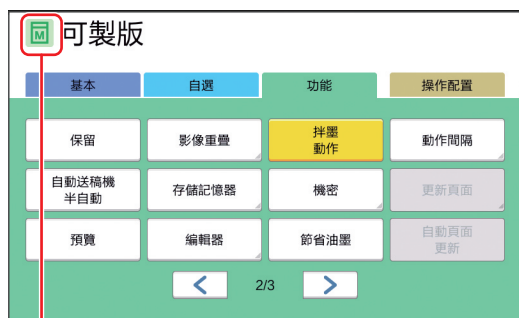 M 可製版
基本 自選 功能 操作配置
保留 影像重疊 拌墨 動作 動作間隔
自動送稿機 半自動 存儲記憶器 機密 更新頁面
預覽 編輯器 節省油墨 自動頁面 更新
2/3